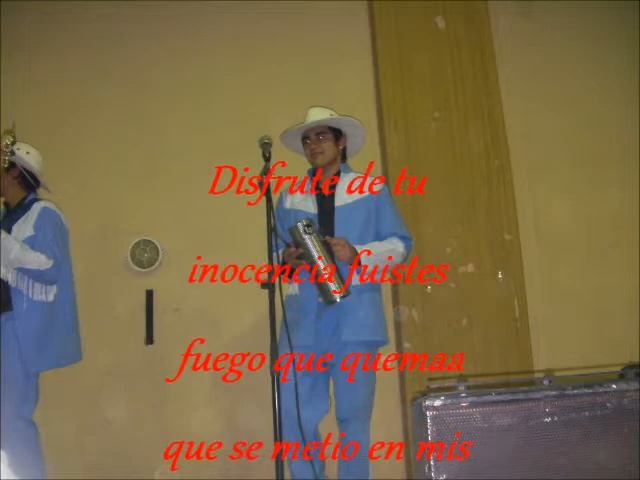 Disfrute de tu
inocencia fuistes
fuego que quemaa
que se metio en mis